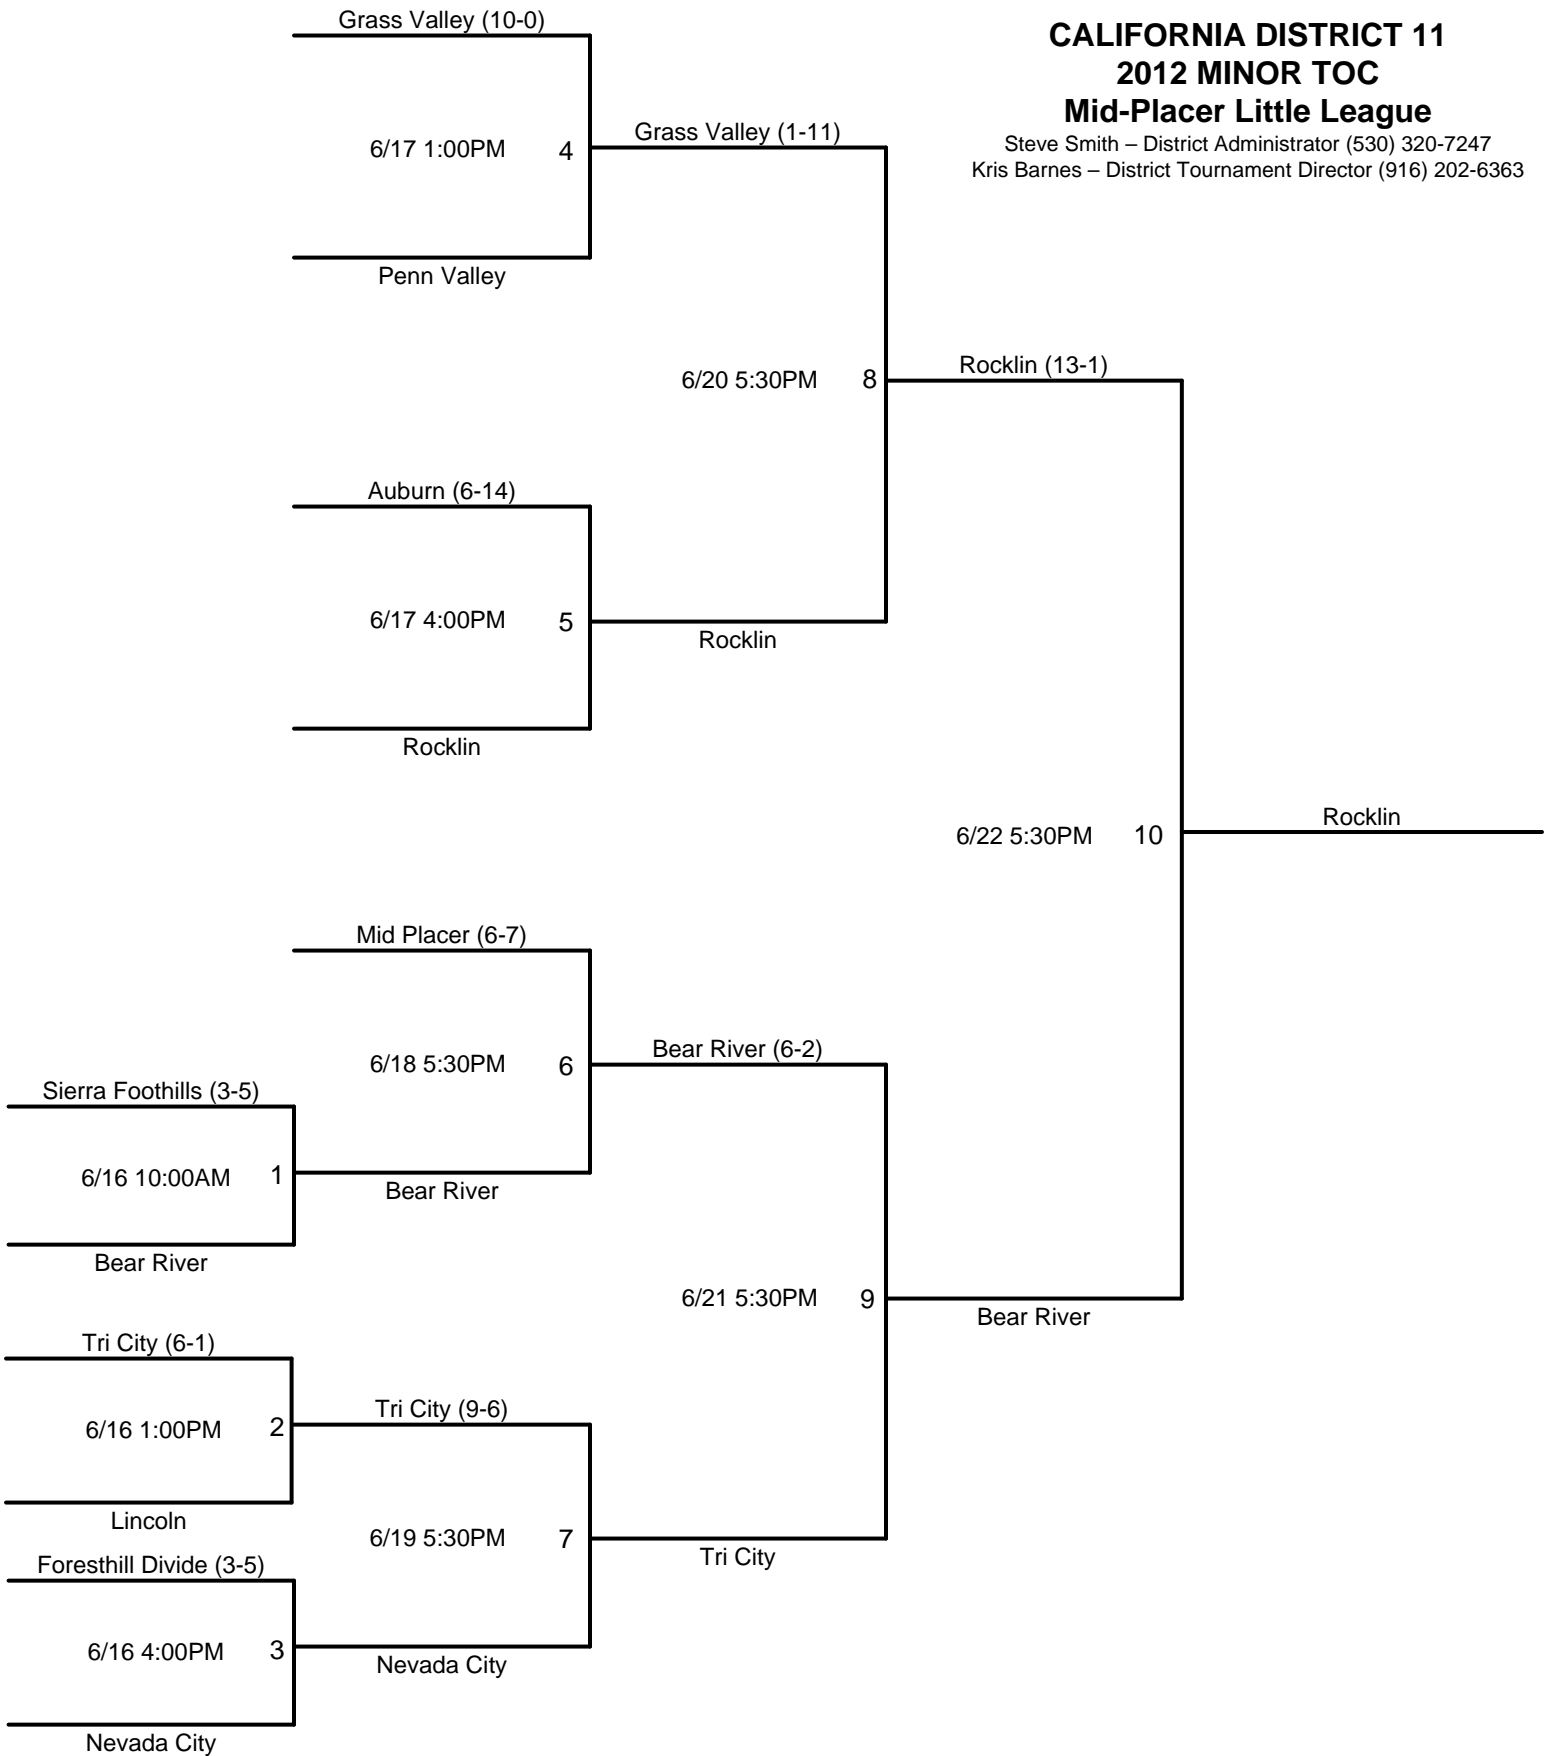 Grass Valley (10-0)
CALIFORNIA DISTRICT 11
2012 MINOR TOC
Mid-Placer Little League
Steve Smith – District Administrator (530) 320-7247
Kris Barnes – District Tournament Director (916) 202-6363
6/17 1:00PM 4
Grass Valley (1-11)
Penn Valley
6/20 5:30PM 8
Rocklin (13-1)
Auburn (6-14)
6/17 4:00PM 5
Rocklin
Rocklin
6/22 5:30PM 10
Rocklin
Mid Placer (6-7)
6/18 5:30PM 6
Bear River (6-2)
Sierra Foothills (3-5)
6/16 10:00AM 1
Bear River
Bear River
6/21 5:30PM 9
Bear River
Tri City (6-1)
6/16 1:00PM 2
Tri City (9-6)
Lincoln
6/19 5:30PM 7
Tri City
Foresthill Divide (3-5)
6/16 4:00PM 3
Nevada City
Nevada City